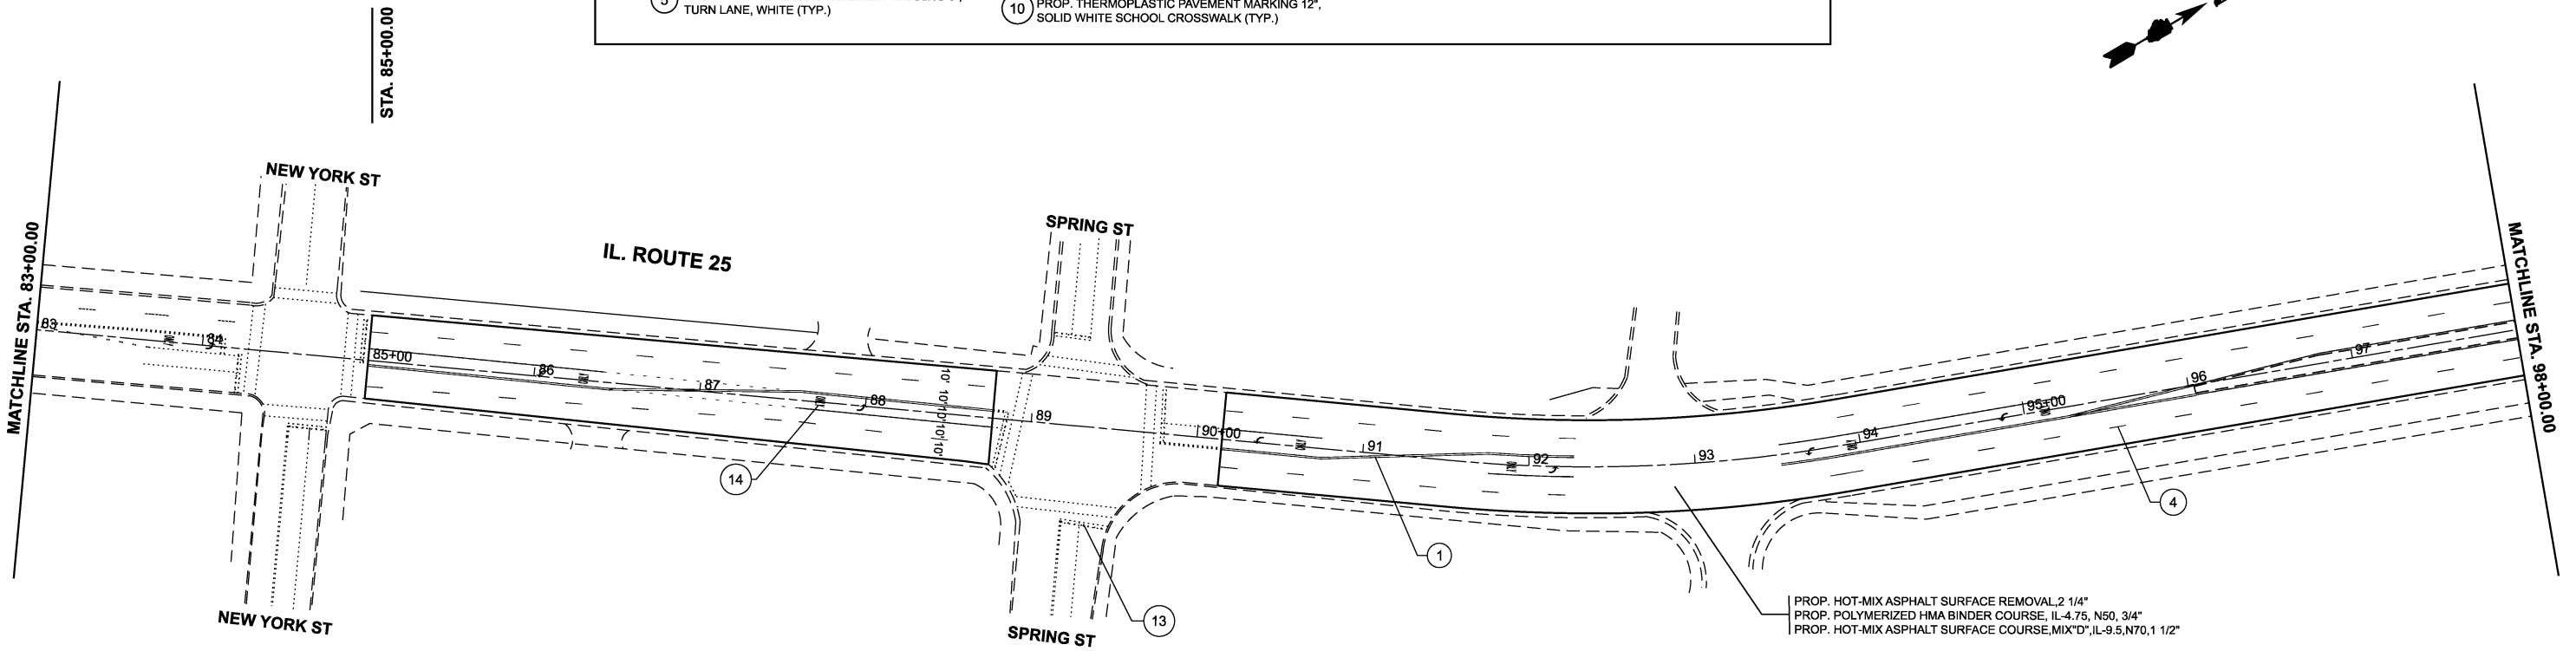 5
TURN LANE, WHITE (TYP.)
10
PROP. THERMOPLASTIC PAVEMENT MARKING 12",
SOLID WHITE SCHOOL CROSSWALK (TYP.)
STA. 85+00.00
MATCHLINE STA. 83+00.00
NEW YORK ST
IL. ROUTE 25
SPRING ST
MATCHLINE STA. 98+00.00
83
84
85+00
86
87
88
10'
10'
10'
10'
10'
89
90+00
91
92
93
94
95+00
96
97
14
1
4
13
NEW YORK ST
SPRING ST
PROP. HOT-MIX ASPHALT SURFACE REMOVAL,2 1/4"
PROP. POLYMERIZED HMA BINDER COURSE, IL-4.75, N50, 3/4"
PROP. HOT-MIX ASPHALT SURFACE COURSE,MIX"D",IL-9.5,N70,1 1/2"